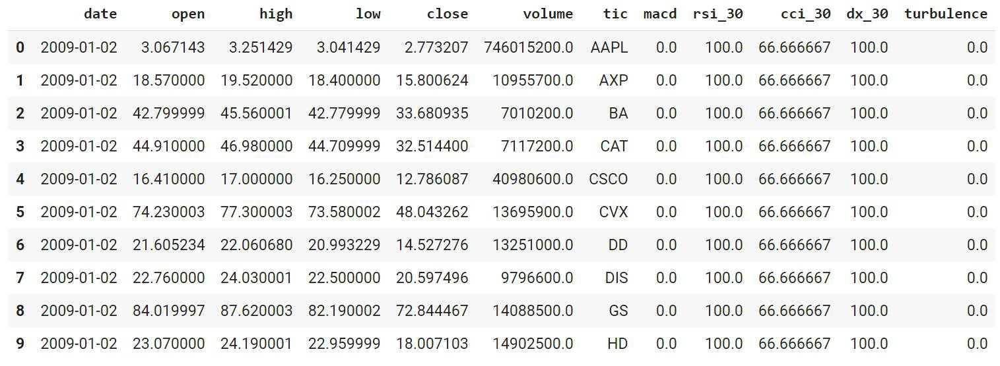 date open high low close volume tic macd rsi_30 cci_30 dx_30 turbulence
0 2009-01-02 3.067143 3.251429 3.041429 2.773207 746015200.0 AAPL 0.0 100.0 66.666667 100.0 0.0
1 2009-01-02 18.570000 19.520000 18.400000 15.800624 10955700.0 AXP 0.0 100.0 66.666667 100.0 0.0
2 2009-01-02 42.799999 45.560001 42.779999 33.680935 7010200.0 BA 0.0 100.0 66.666667 100.0 0.0
3 2009-01-02 44.910000 46.980000 44.709999 32.514400 7117200.0 CAT 0.0 100.0 66.666667 100.0 0.0
4 2009-01-02 16.410000 17.000000 16.250000 12.786087 40980600.0 CSCO 0.0 100.0 66.666667 100.0 0.0
5 2009-01-02 74.230003 77.300003 73.580002 48.043262 13695900.0 CVX 0.0 100.0 66.666667 100.0 0.0
6 2009-01-02 21.605234 22.060680 20.993229 14.527276 13251000.0 DD 0.0 100.0 66.666667 100.0 0.0
7 2009-01-02 22.760000 24.030001 22.500000 20.597496 9796600.0 DIS 0.0 100.0 66.666667 100.0 0.0
8 2009-01-02 84.019997 87.620003 82.190002 72.844467 14088500.0 GS 0.0 100.0 66.666667 100.0 0.0
9 2009-01-02 23.070000 24.190001 22.959999 18.007103 14902500.0 HD 0.0 100.0 66.666667 100.0 0.0